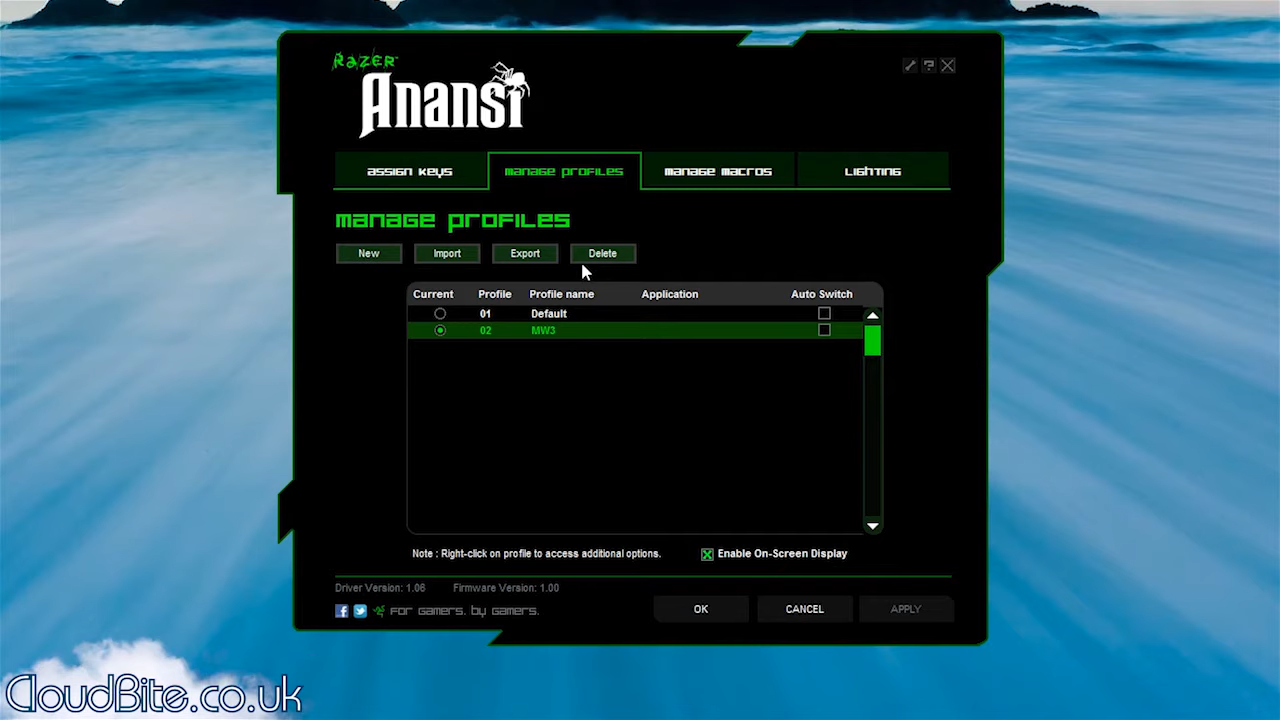 RAZER
Anansi
assign keys manage profiles manage macros Lighting
manage profiles
New Import Export Delete
Current Profile Profile name Application Auto Switch
01 Default
02 MW3
Note : Right-click on profile to access additional options. Enable On-Screen Display
Driver Version: 1.06 Firmware Version: 1.00
for gamers. by gamers. OK CANCEL APPLY
CloudBite.co.uk